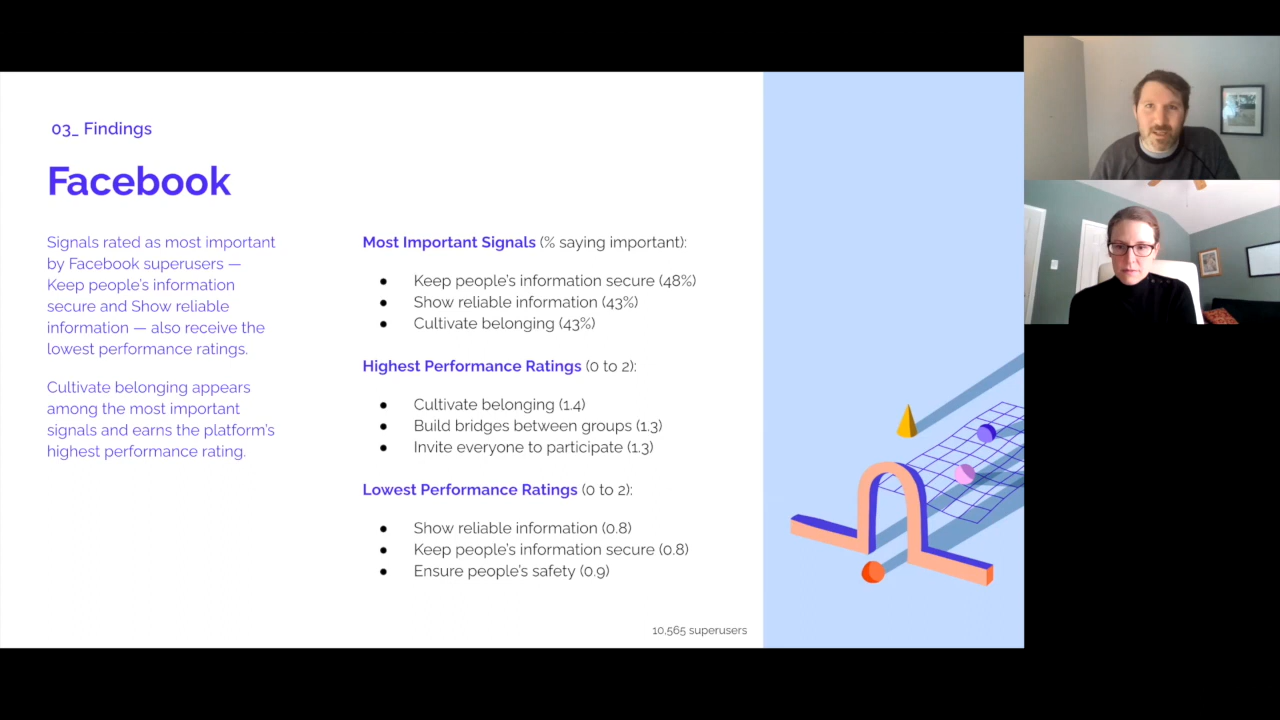 03_ Findings
Facebook
Signals rated as most important
by Facebook superusers —
Keep people's information
secure and Show reliable
information — also receive the
lowest performance ratings.
Cultivate belonging appears
among the most important
signals and earns the platform's
highest performance rating.
Most Important Signals (% saying important):
● Keep people's information secure (48%)
● Show reliable information (43%)
● Cultivate belonging (43%)
Highest Performance Ratings (0 to 2):
● Cultivate belonging (1.4)
● Build bridges between groups (1.3)
● Invite everyone to participate (1.3)
Lowest Performance Ratings (0 to 2):
● Show reliable information (0.8)
● Keep people's information secure (0.8)
● Ensure people's safety (0.9)
10,565 superusers